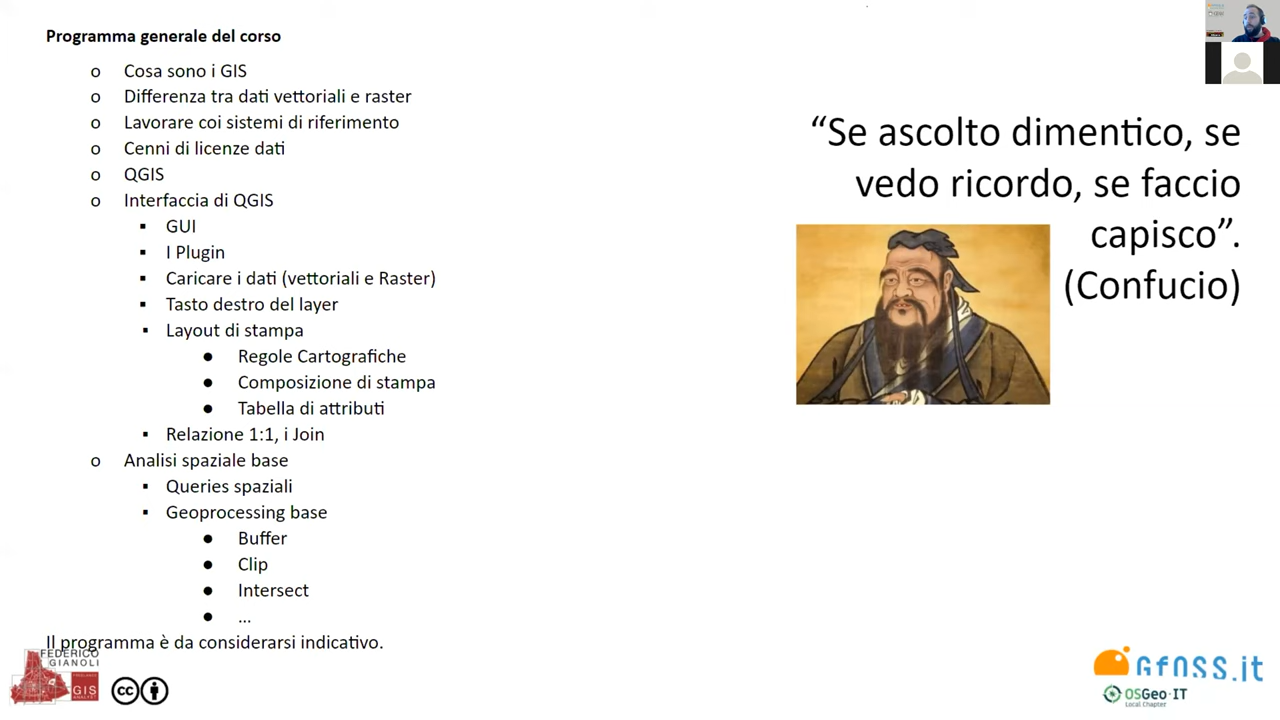 Programma generale del corso
o Cosa sono i GIS
o Differenza tra dati vettoriali e raster
o Lavorare coi sistemi di riferimento
o Cenni di licenze dati
o QGIS
o Interfaccia di QGIS
▪ GUI
▪ I Plugin
▪ Caricare i dati (vettoriali e Raster)
▪ Tasto destro del layer
▪ Layout di stampa
● Regole Cartografiche
● Composizione di stampa
● Tabella di attributi
▪ Relazione 1:1, i Join
o Analisi spaziale base
▪ Queries spaziali
▪ Geoprocessing base
● Buffer
● Clip
● Intersect
● ...
Il programma è da considerarsi indicativo.
“Se ascolto dimentico, se
vedo ricordo, se faccio
capisco”.
(Confucio)
FEDERICO
GIANOLI
GIS
cc
GFOSS.it
OSGeo·IT
Local Chapter